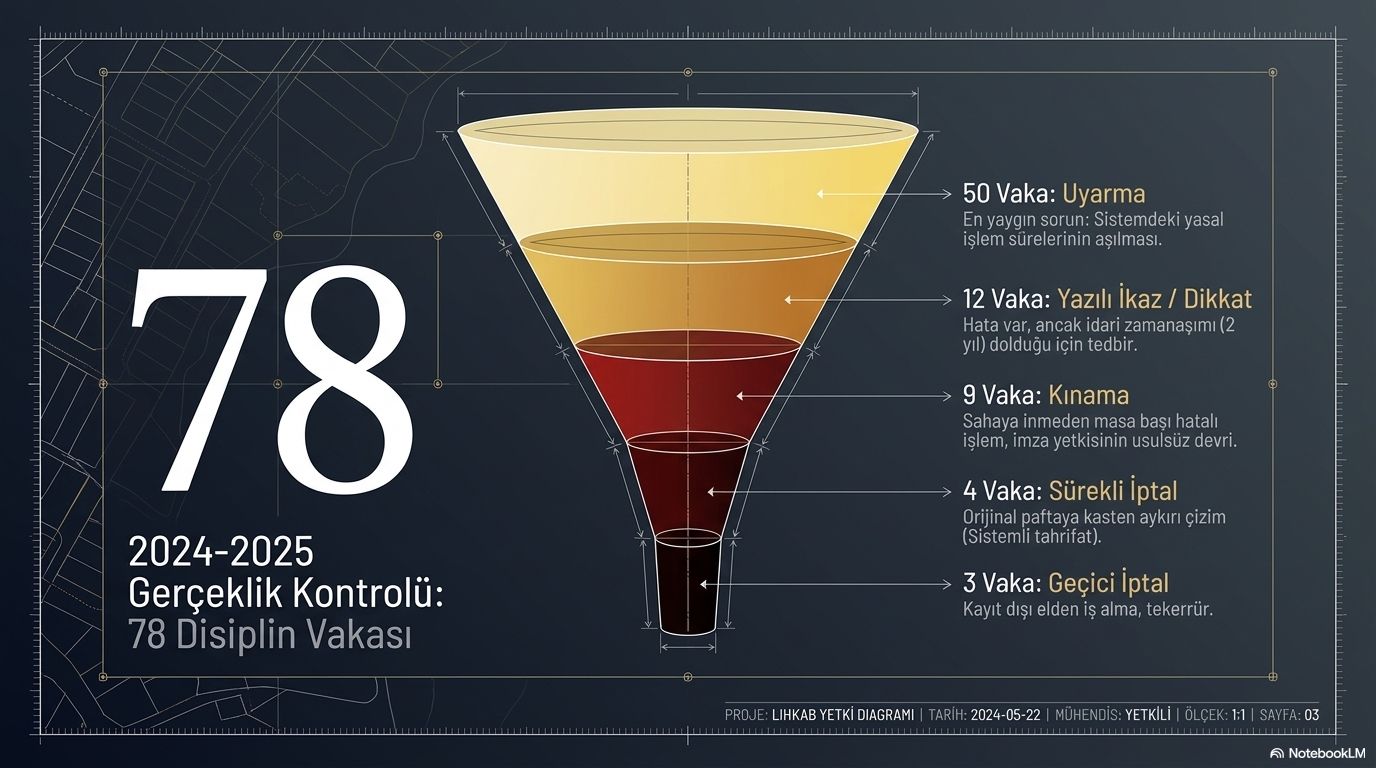 78
2024-2025
Gerçeklik Kontrolü:
78 Disiplin Vakası
50 Vaka: Uyarma
En yaygın sorun: Sistemdeki yasal
işlem sürelerinin aşılması.
12 Vaka: Yazılı İkaz / Dikkat
Hata var, ancak idari zamanaşımı (2
yıl) dolduğu için tedbir.
9 Vaka: Kınama
Sahaya inmeden masa başı hatalı
işlem, imza yetkisinin usulsüz devri.
4 Vaka: Sürekli İptal
Orijinal paftaya kasten aykırı çizim
(Sistemli tahrifat).
3 Vaka: Geçici İptal
Kayıt dışı elden iş alma, tekerrür.
PROJE: LIHKAB YETKİ DIAGRAMI | TARİH: 2024-05-22 | MÜHENDİS: YETKİLİ | ÖLÇEK: 1:1 | SAYFA: 03
NotebookLM